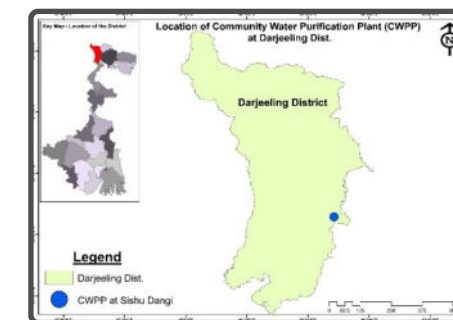 Key Map - Location of the District
Location of Community Water Purification Plant (CWPP)
at Darjeeling Dist.
N
Darjeeling District
Legend
Darjeeling Dist.
CWPP at Sishu Dangi